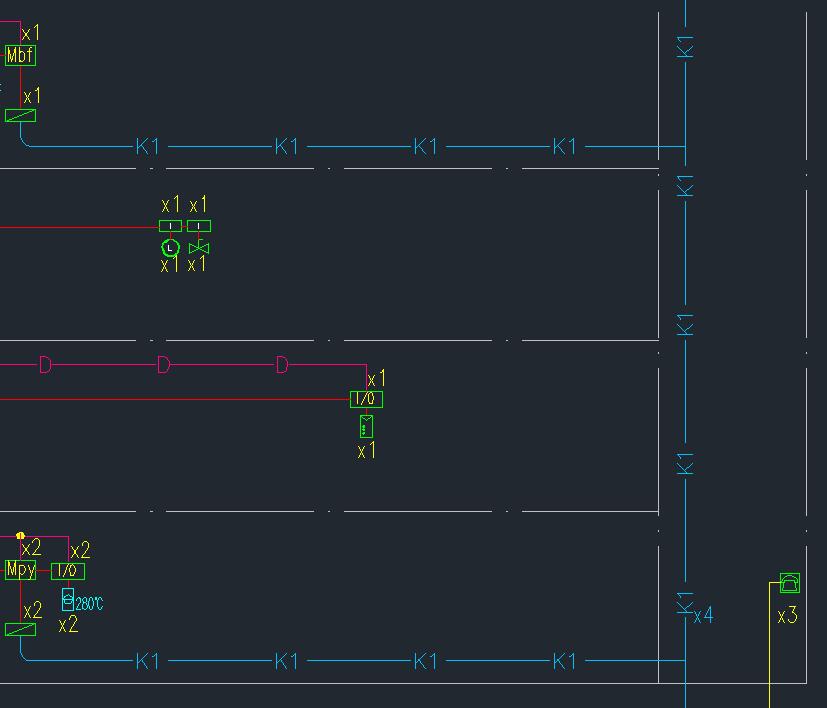 x1
K1
Mbf
x1
K1 K1 K1 K1
K1
x1 x1
I I
L
x1 x1
K1
D D D
x1
I/O
x1
K1
x2 x2
Mpy I/O
280℃
x2
x2
K1
x4
x3
K1 K1 K1 K1